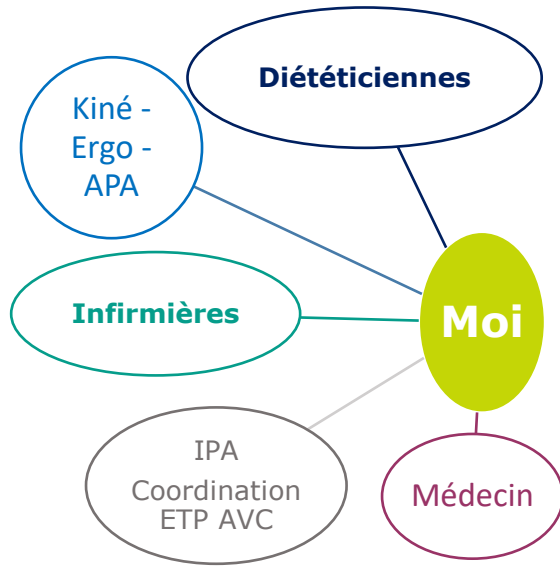 Diététiciennes
Kiné -
Ergo -
APA
Infirmières
Moi
IPA
Coordination
ETP AVC
Médecin